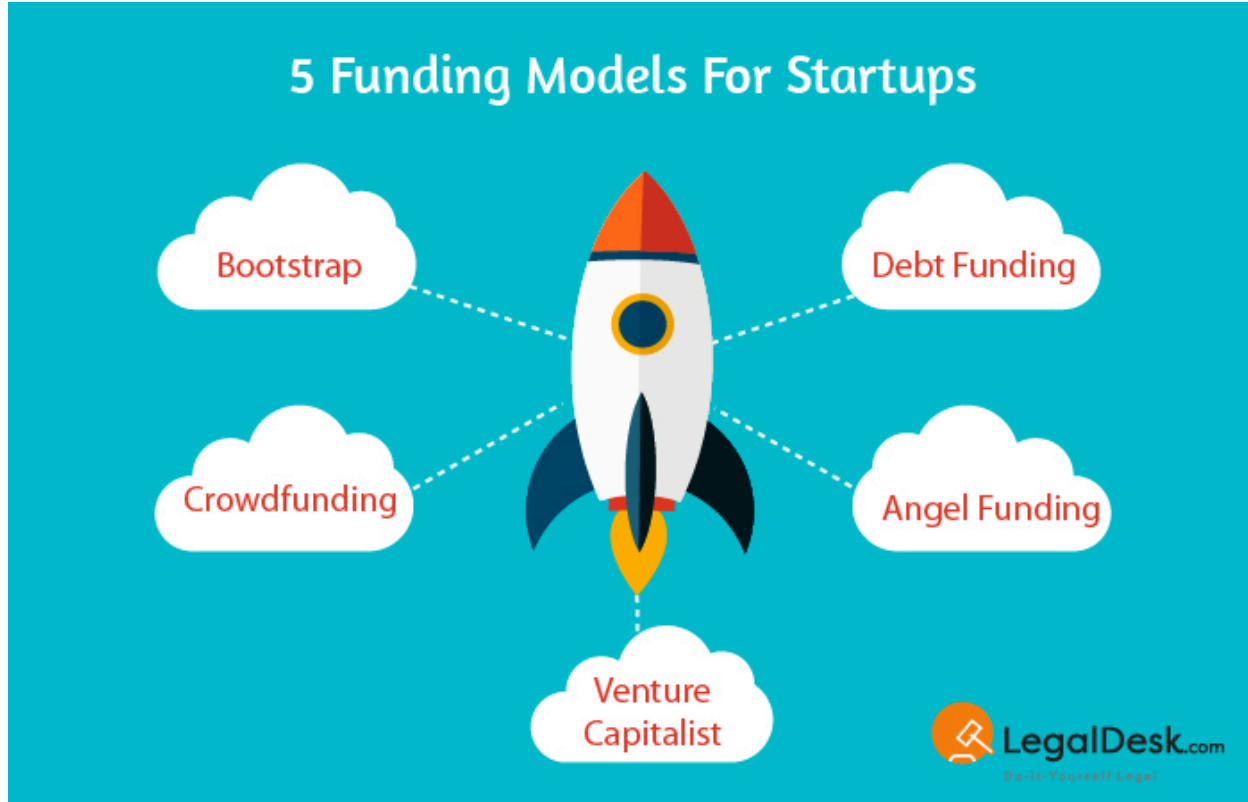 5 Funding Models For Startups
Bootstrap
Debt Funding
Crowdfunding
Angel Funding
Venture
Capitalist
LegalDesk.com
Do-It-Yourself Legal